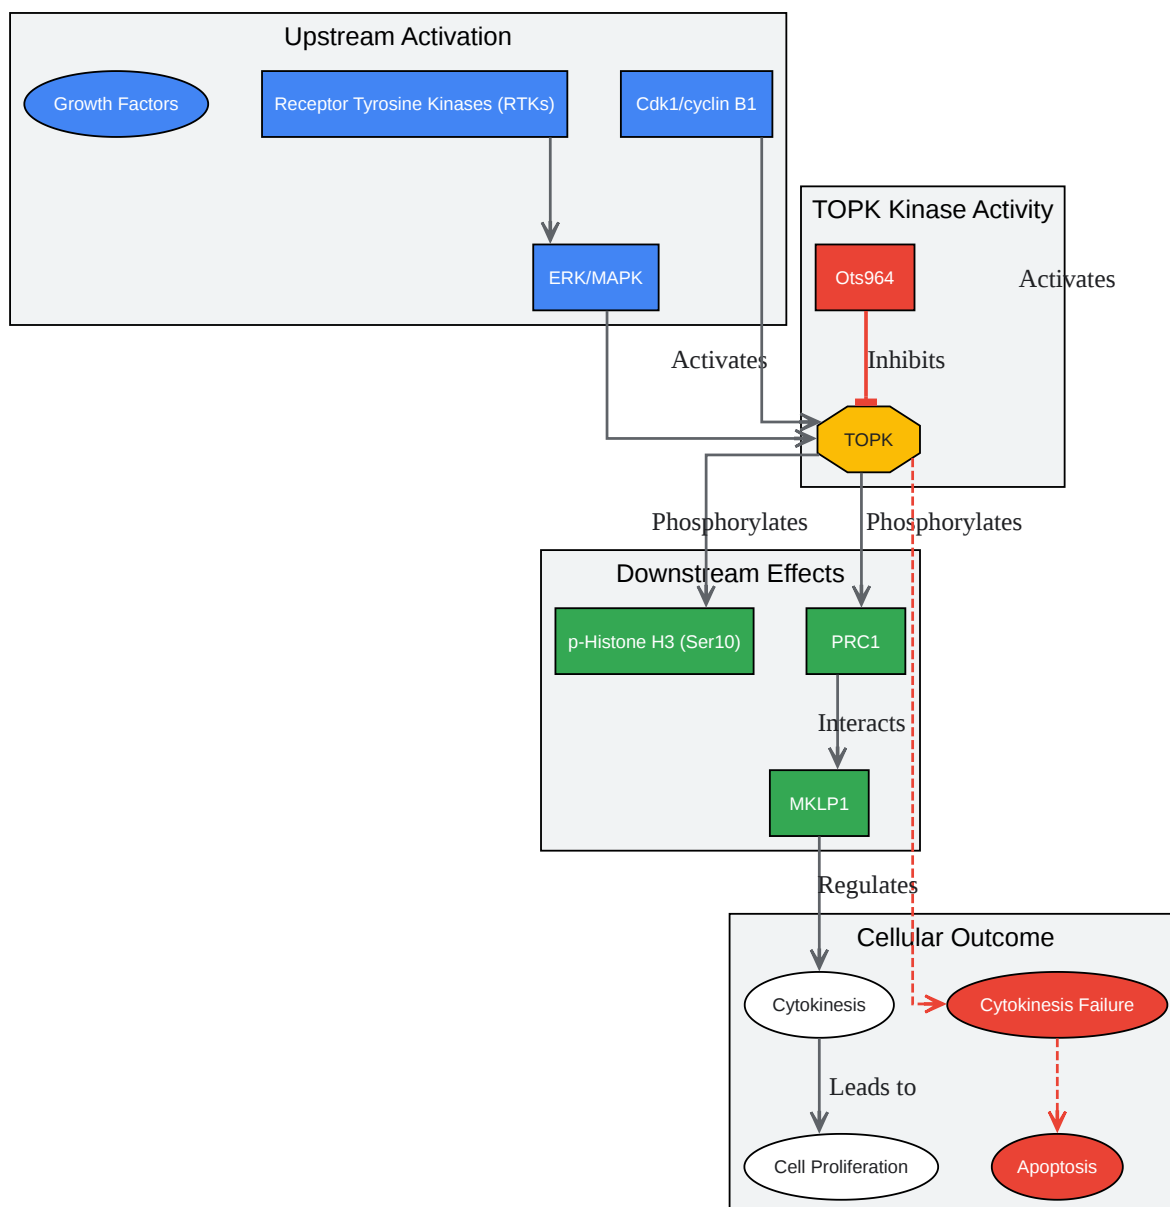 Upstream Activation
Growth Factors
Receptor Tyrosine Kinases (RTKs)
Cdk1/cyclin B1
TOPK Kinase Activity
ERK/MAPK
Ots964
Activates
Activates
Inhibits
TOPK
Phosphorylates
Phosphorylates
Downstream Effects
p-Histone H3 (Ser10)
PRC1
Interacts
MKLP1
Regulates
Cellular Outcome
Cytokinesis
Cytokinesis Failure
Leads to
Cell Proliferation
Apoptosis